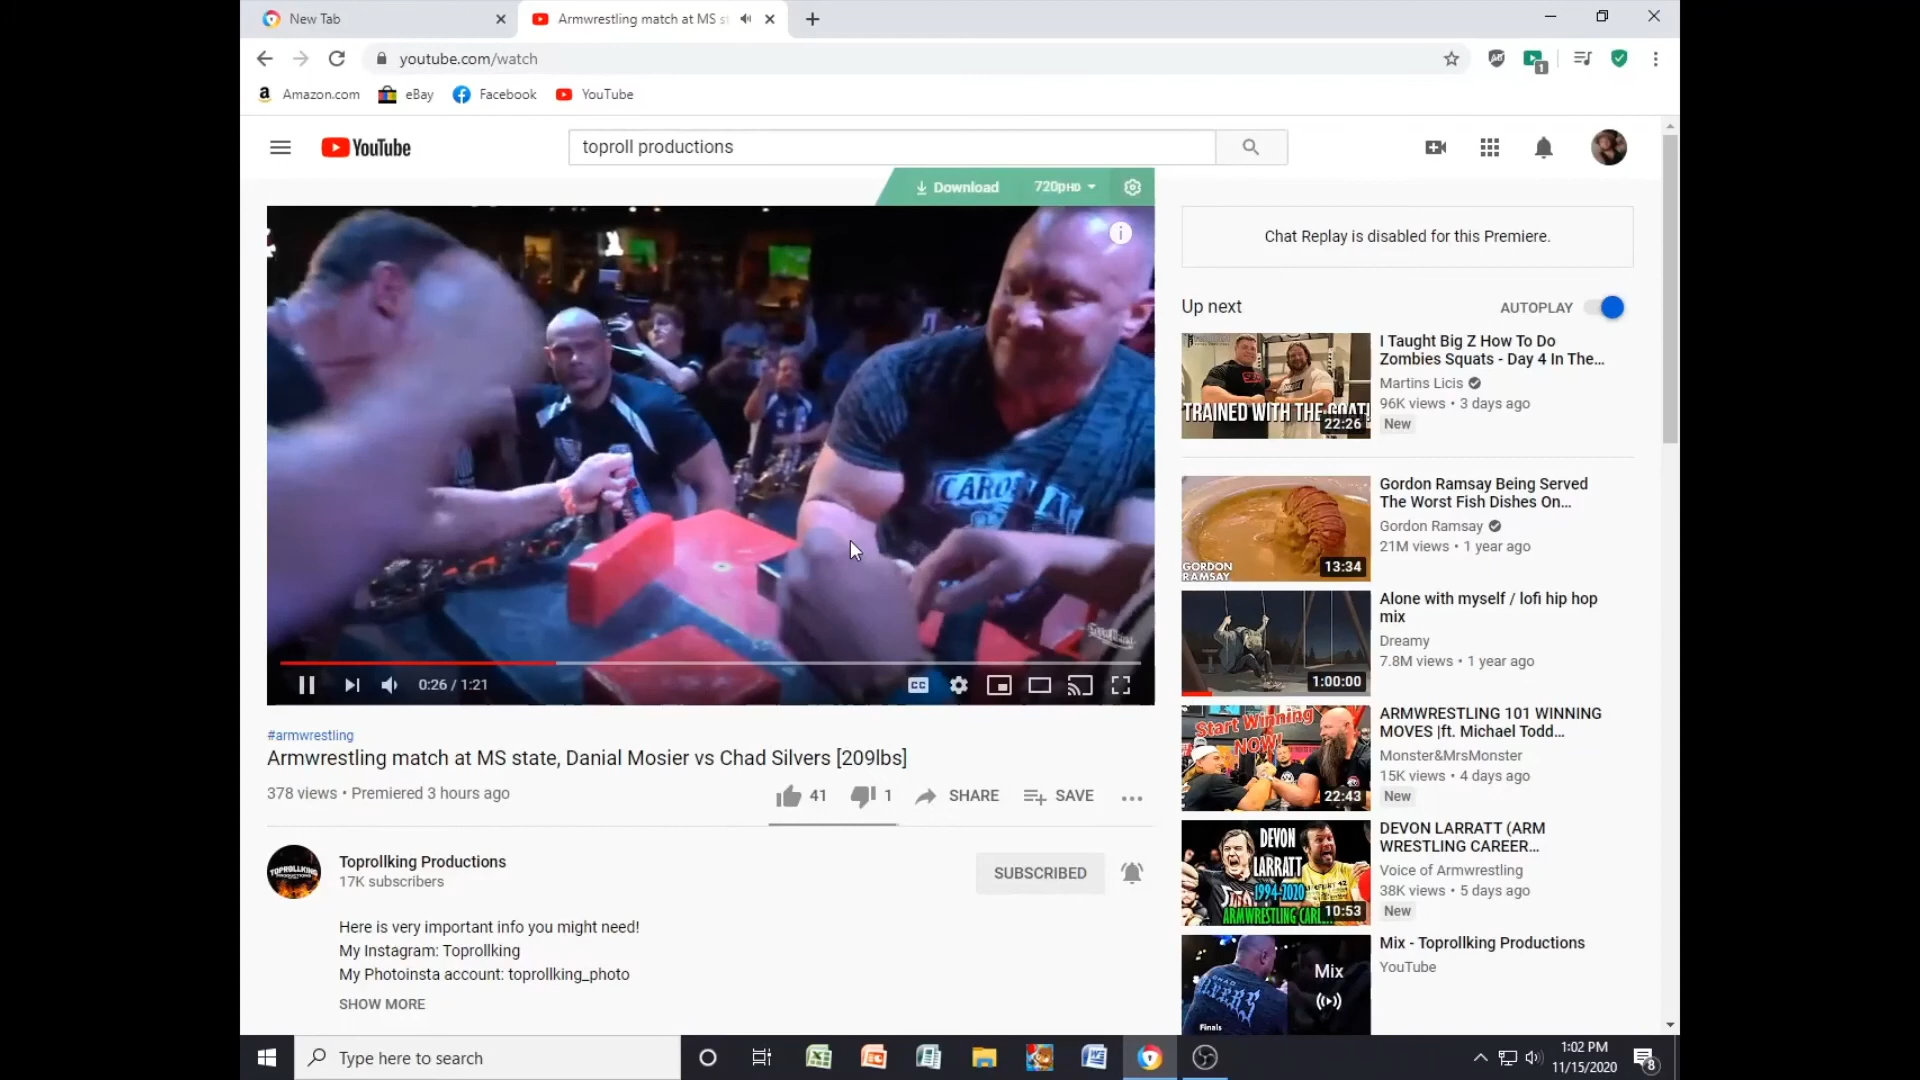 New Tab
Armwrestling match at MS s
youtube.com/watch
Amazon.com
eBay
Facebook
YouTube
YouTube
toproll productions
Download
720pHD
Chat Replay is disabled for this Premiere.
Up next
AUTOPLAY
CARO
0:26 / 1:21
CC
I Taught Big Z How To Do
Zombies Squats - Day 4 In The...
Martins Licis
96K views • 3 days ago
New
TRAINED WITH THE GOAT!
22:26
Gordon Ramsay Being Served
The Worst Fish Dishes On...
Gordon Ramsay
21M views • 1 year ago
GORDON
RAMSAY
13:34
Alone with myself / lofi hip hop
mix
Dreamy
7.8M views • 1 year ago
1:00:00
ARMWRESTLING 101 WINNING
MOVES |ft. Michael Todd...
Monster&MrsMonster
15K views • 4 days ago
New
Start Winning
NOW!
22:43
DEVON LARRATT (ARM
WRESTLING CAREER...
Voice of Armwrestling
38K views • 5 days ago
New
DEVON
LARRATT
1994-2020
ARMWRESTLING CAR
10:53
Mix - Toprollking Productions
YouTube
Mix
Finals
#armwrestling
Armwrestling match at MS state, Danial Mosier vs Chad Silvers [209lbs]
378 views • Premiered 3 hours ago
41
1
SHARE
SAVE
TOPROLLKING
Toprollking Productions
17K subscribers
SUBSCRIBED
Here is very important info you might need!
My Instagram: Toprollking
My Photoinsta account: toprollking_photo
SHOW MORE
Type here to search
1:02 PM
11/15/2020
8